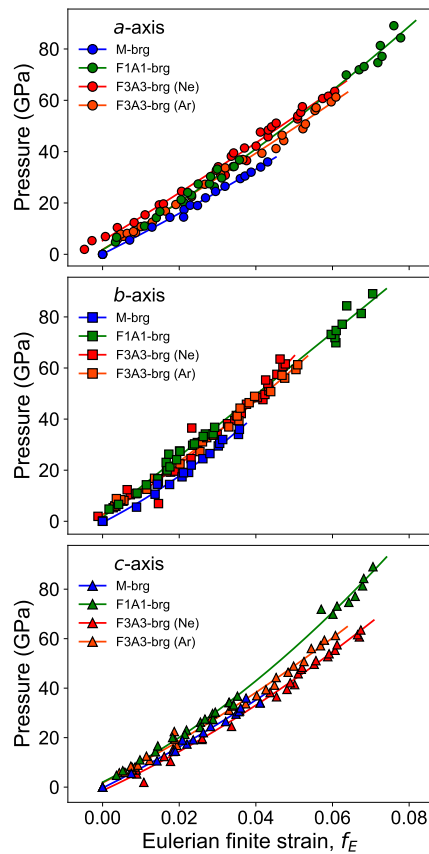 a-axis
M-brg
F1A1-brg
F3A3-brg (Ne)
F3A3-brg (Ar)
Pressure (GPa)
80
60
40
20
0
b-axis
M-brg
F1A1-brg
F3A3-brg (Ne)
F3A3-brg (Ar)
Pressure (GPa)
80
60
40
20
0
c-axis
M-brg
F1A1-brg
F3A3-brg (Ne)
F3A3-brg (Ar)
Pressure (GPa)
80
60
40
20
0
0.00 0.02 0.04 0.06 0.08
Eulerian finite strain, f_E